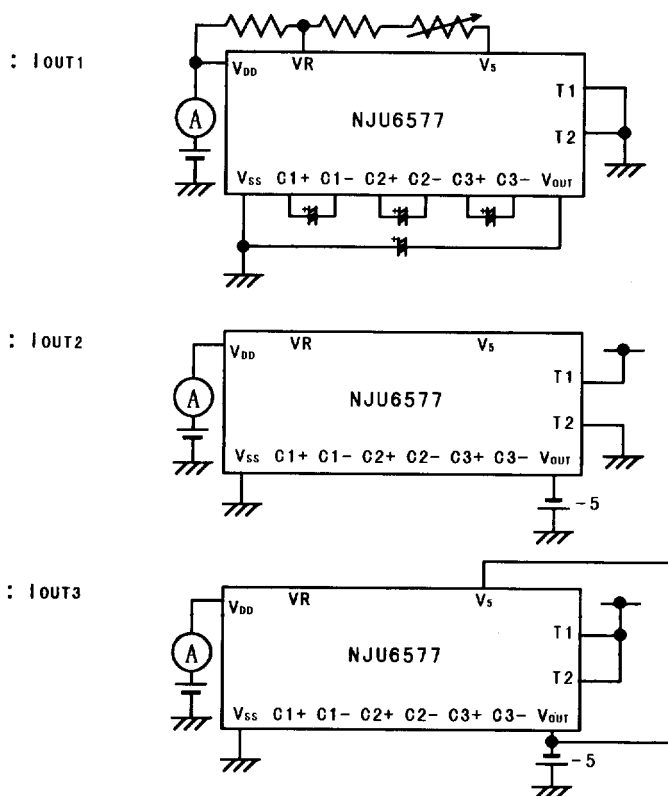 : IOUT1
VDD VR V5
T1
A
NJU6577
T2
VSS C1+ C1- C2+ C2- C3+ C3- VOUT
+ + +
+
: IOUT2
VDD VR V5
T1
A
NJU6577
T2
VSS C1+ C1- C2+ C2- C3+ C3- VOUT
-5
: IOUT3
VDD VR V5
T1
A
NJU6577
T2
VSS C1+ C1- C2+ C2- C3+ C3- VOUT
-5